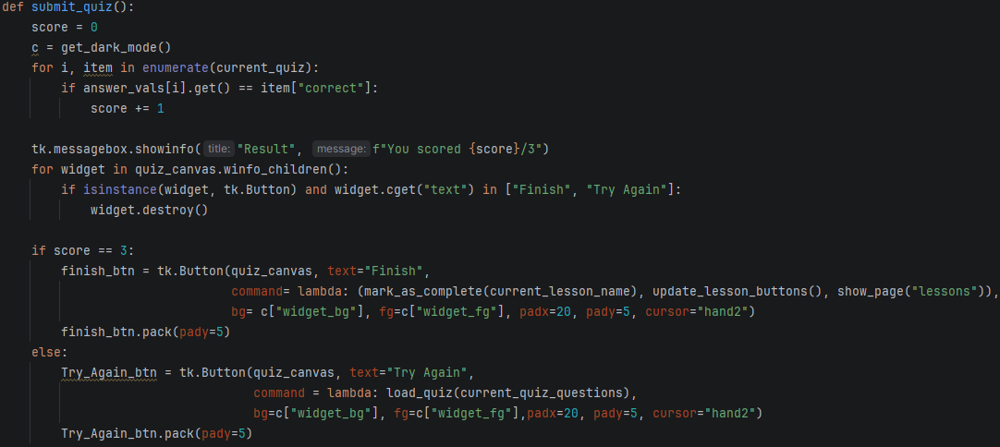 def submit_quiz():
    score = 0
    c = get_dark_mode()
    for i, item in enumerate(current_quiz):
        if answer_vals[i].get() == item["correct"]:
            score += 1

    tk.messagebox.showinfo( title: "Result", message: f"You scored {score}/3")
    for widget in quiz_canvas.winfo_children():
        if isinstance(widget, tk.Button) and widget.cget("text") in ["Finish", "Try Again"]:
            widget.destroy()

    if score == 3:
        finish_btn = tk.Button(quiz_canvas, text="Finish",
                               command= lambda: (mark_as_complete(current_lesson_name), update_lesson_buttons(), show_page("lessons")),
                               bg= c["widget_bg"], fg=c["widget_fg"], padx=20, pady=5, cursor="hand2")
        finish_btn.pack(pady=5)
    else:
        Try_Again_btn = tk.Button(quiz_canvas, text="Try Again",
                                  command = lambda: load_quiz(current_quiz_questions),
                                  bg=c["widget_bg"], fg=c["widget_fg"],padx=20, pady=5, cursor="hand2")
        Try_Again_btn.pack(pady=5)